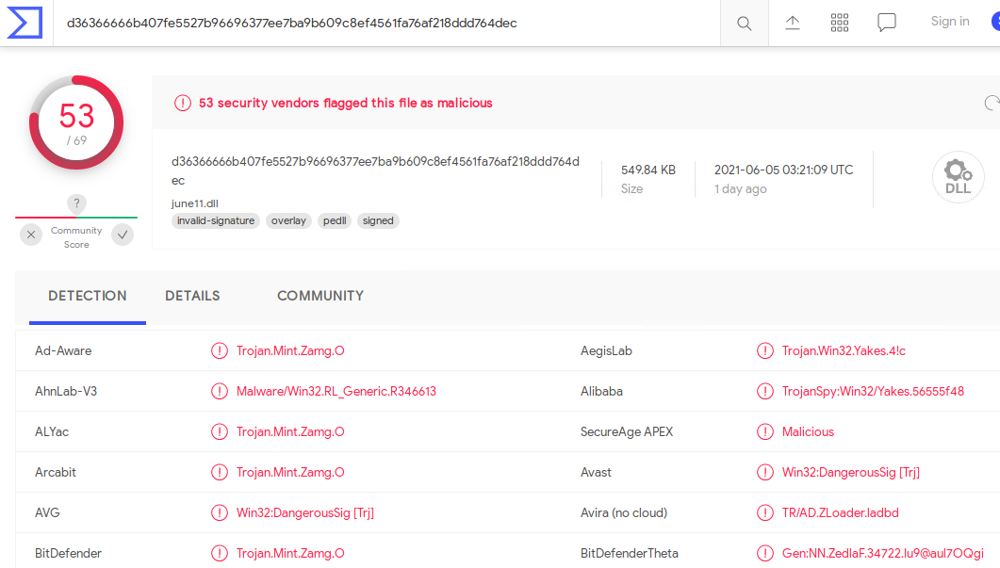 d36366666b407fe5527b96696377ee7ba9b609c8ef4561fa76af218ddd764dec
Sign in
53
/ 69
53 security vendors flagged this file as malicious
d36366666b407fe5527b96696377ee7ba9b609c8ef4561fa76af218ddd764d
ec
june11.dll
invalid-signature overlay pedll signed
549.84 KB
Size
2021-06-05 03:21:09 UTC
1 day ago
DLL
?
Community
Score
DETECTION DETAILS COMMUNITY
Ad-Aware Trojan.Mint.Zamg.O AegisLab Trojan.Win32.Yakes.4!c
AhnLab-V3 Malware/Win32.RL_Generic.R346613 Alibaba TrojanSpy:Win32/Yakes.56555f48
ALYac Trojan.Mint.Zamg.O SecureAge APEX Malicious
Arcabit Trojan.Mint.Zamg.O Avast Win32:DangerousSig [Trj]
AVG Win32:DangerousSig [Trj] Avira (no cloud) TR/AD.ZLoader.ladbd
BitDefender Trojan.Mint.Zamg.O BitDefenderTheta Gen:NN.ZedlaF.34722.lu9@aul7OQgi